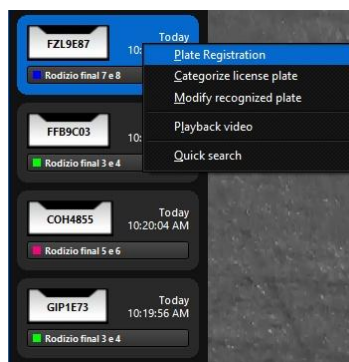 FZL9E87
Today
10:
Rodizio final 7 e 8
Plate Registration
Categorize license plate
Modify recognized plate
Playback video
Quick search
FFB9C03
10:
Rodizio final 3 e 4
COH4855
Today
10:20:04 AM
Rodizio final 5 e 6
GIP1E73
Today
10:19:56 AM
Rodizio final 3 e 4